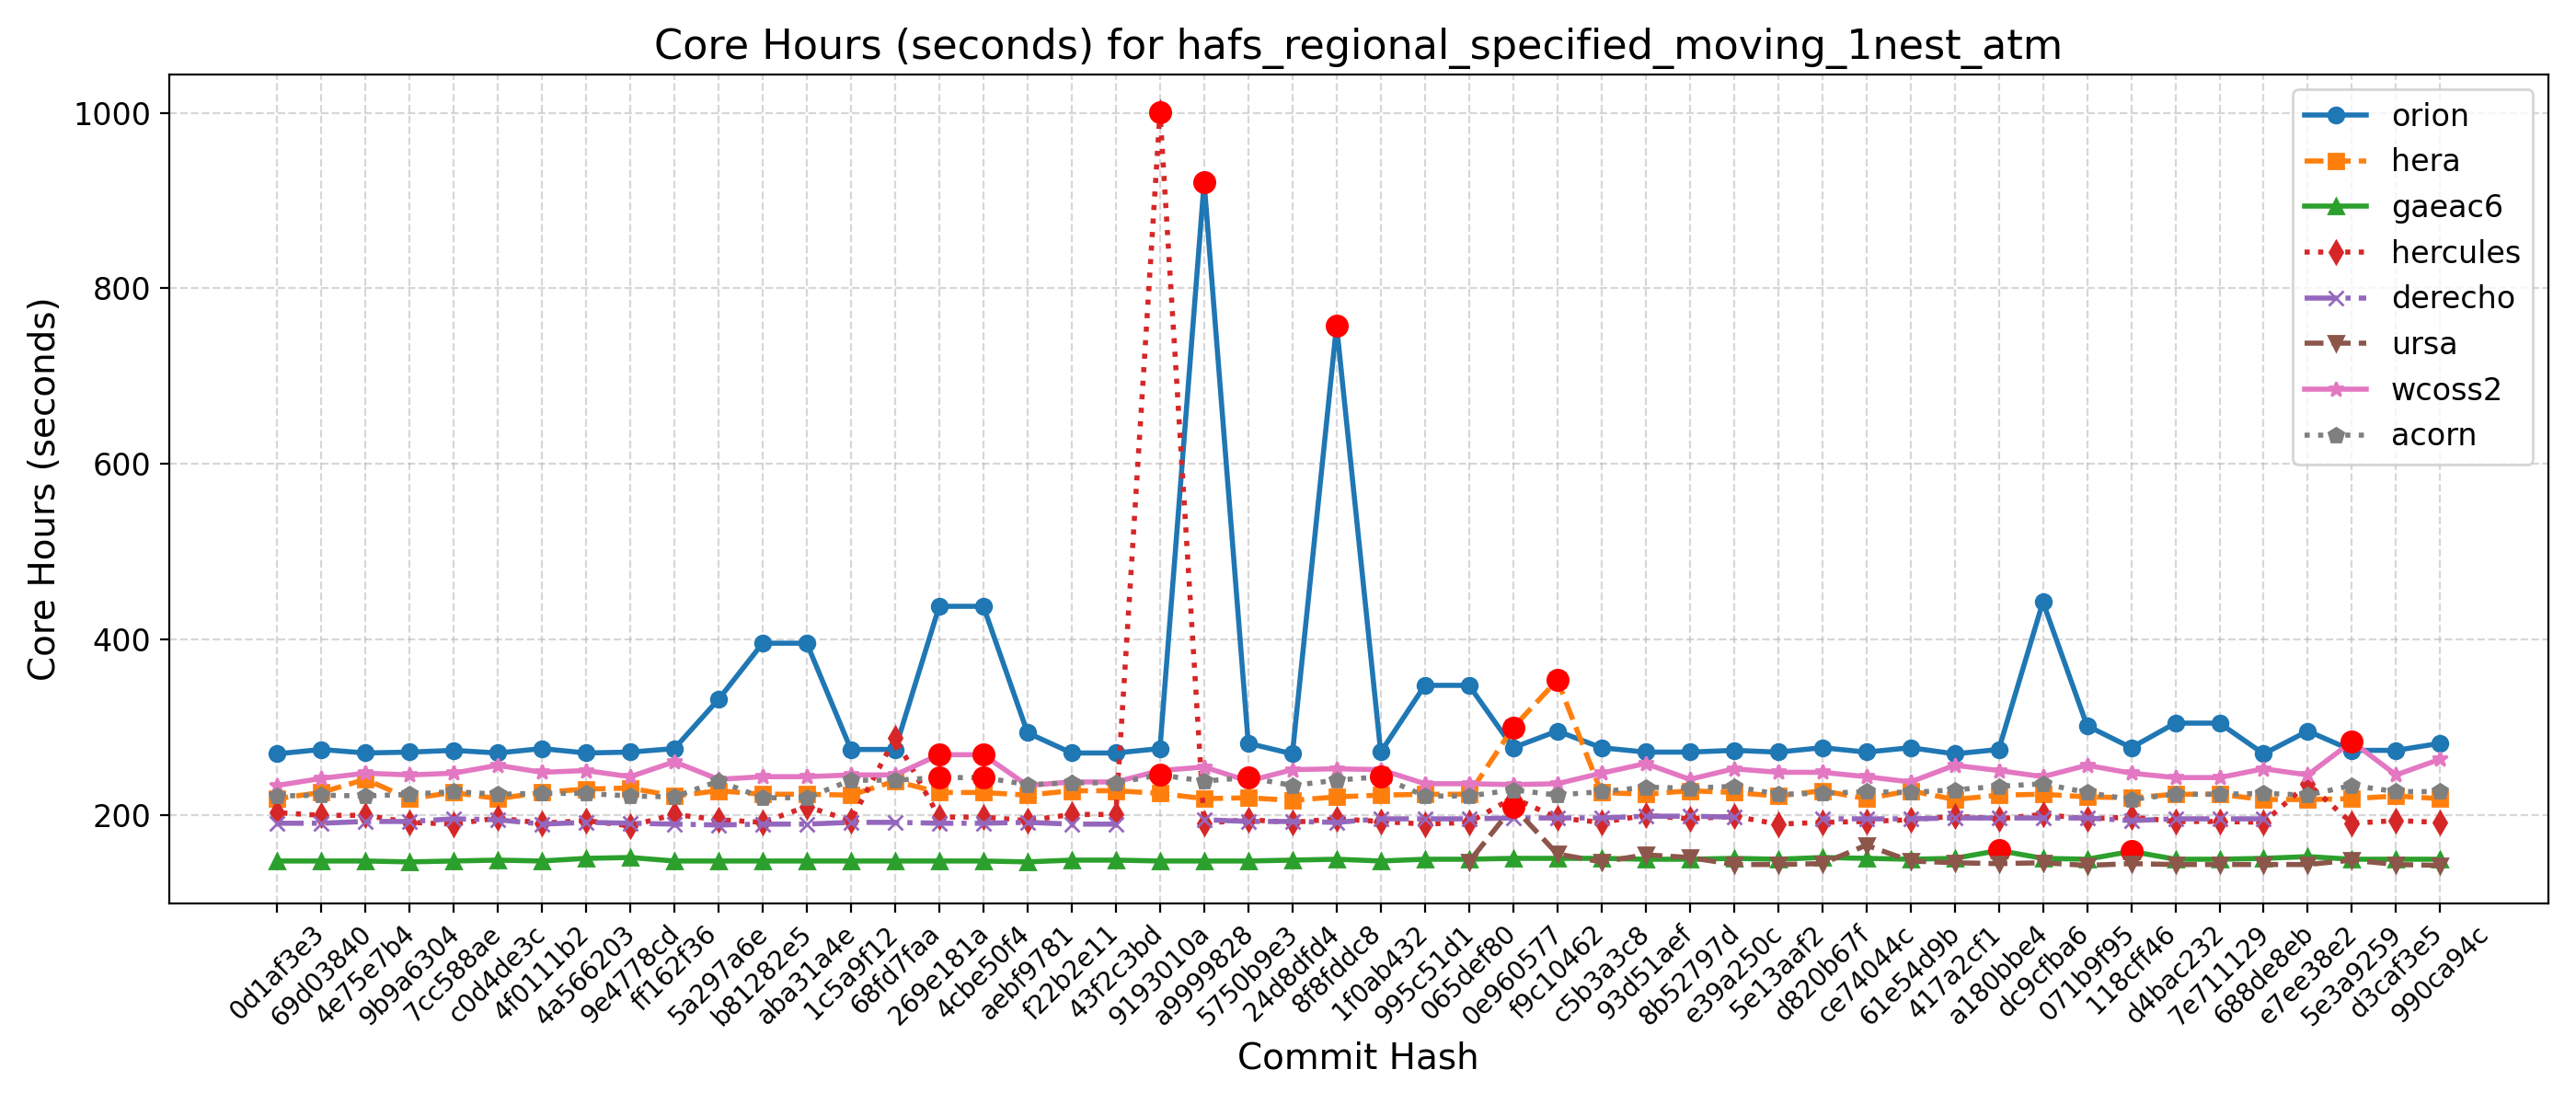 Core Hours (seconds) for hafs_regional_specified_moving_1nest_atm
Core Hours (seconds)
1000
800
600
400
200
orion
hera
gaeac6
hercules
derecho
ursa
wcoss2
acorn
0d1af3e3
69d03840
4e75e7b4
9b9a6304
7cc588ae
c0d4de3c
4f0111b2
4a566203
9e4778cd
ff162f36
5a297a6e
b81282e5
aba31a4e
1c5a9f12
68fd7faa
269e181a
4cbe50f4
aebf9781
f22b2e11
43f2c3bd
9193010a
a9999828
5750b9e3
24d8dfd4
8f8fddc8
1f0ab432
995c51d1
065def80
0e960577
f9c10462
c5b3a3c8
93d51aef
8b52797d
e39a250c
5e13aaf2
d820b67f
ce74044c
61e54d9b
417a2cf1
a180bbe4
dc9cfba6
071b9f95
118cff46
d4bac232
7e711129
688de8eb
e7ee38e2
5e3a9259
d3caf3e5
990ca94c
Commit Hash